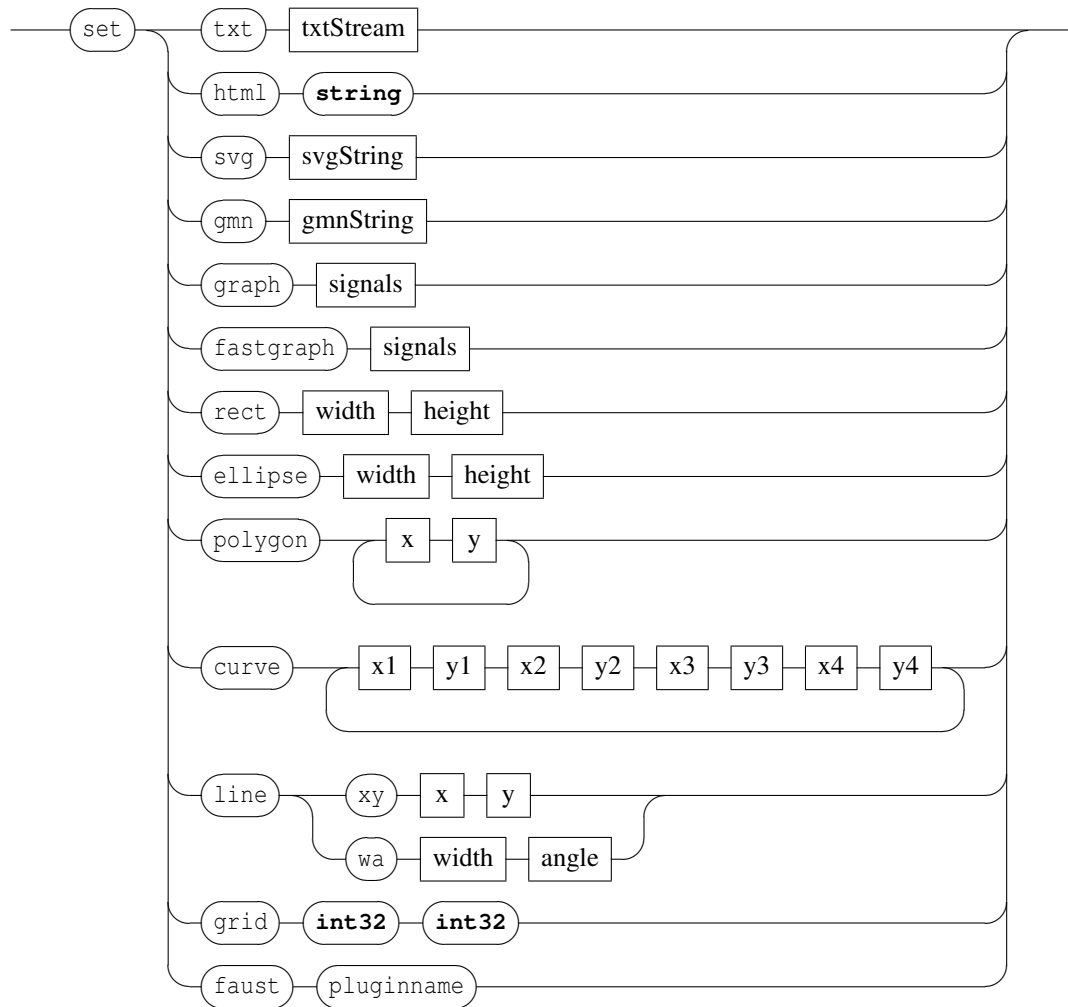 set txt txtStream
html string
svg svgString
gmn gmnString
graph signals
fastgraph signals
rect width height
ellipse width height
polygon x y
curve x1 y1 x2 y2 x3 y3 x4 y4
line xy x y
wa width angle
grid int32 int32
faust pluginname